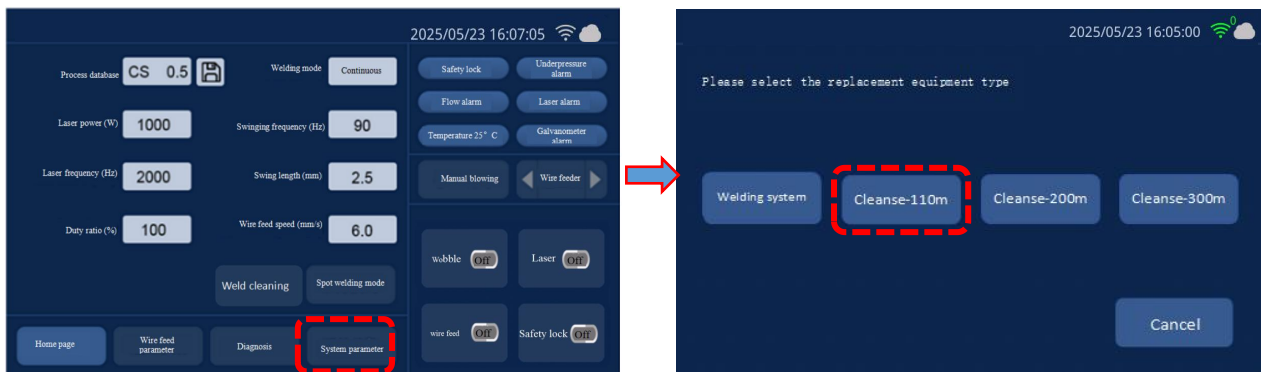 2025/05/23 16:07:05
Process database CS 0.5
Welding mode Continuous
Laser power (W) 1000
Swinging frequency (Hz) 90
Laser frequency (Hz) 2000
Swing length (mm) 2.5
Duty ratio (%) 100
Wire feed speed (mm/s) 6.0
Weld cleaning
Spot welding mode
Safety lock
Underpressure
alarm
Flow alarm
Laser alarm
Temperature 25° C
Galvanometer
alarm
Manual blowing
Wire feeder
wobble Off
Laser Off
wire feed Off
Safety lock Off
Home page
Wire feed
parameter
Diagnosis
System parameter
2025/05/23 16:05:00
0
Please select the replacement equipment type
Welding system
Cleanse-110m
Cleanse-200m
Cleanse-300m
Cancel